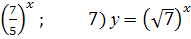 (7/5)^x ; 7) y = (√7)^x